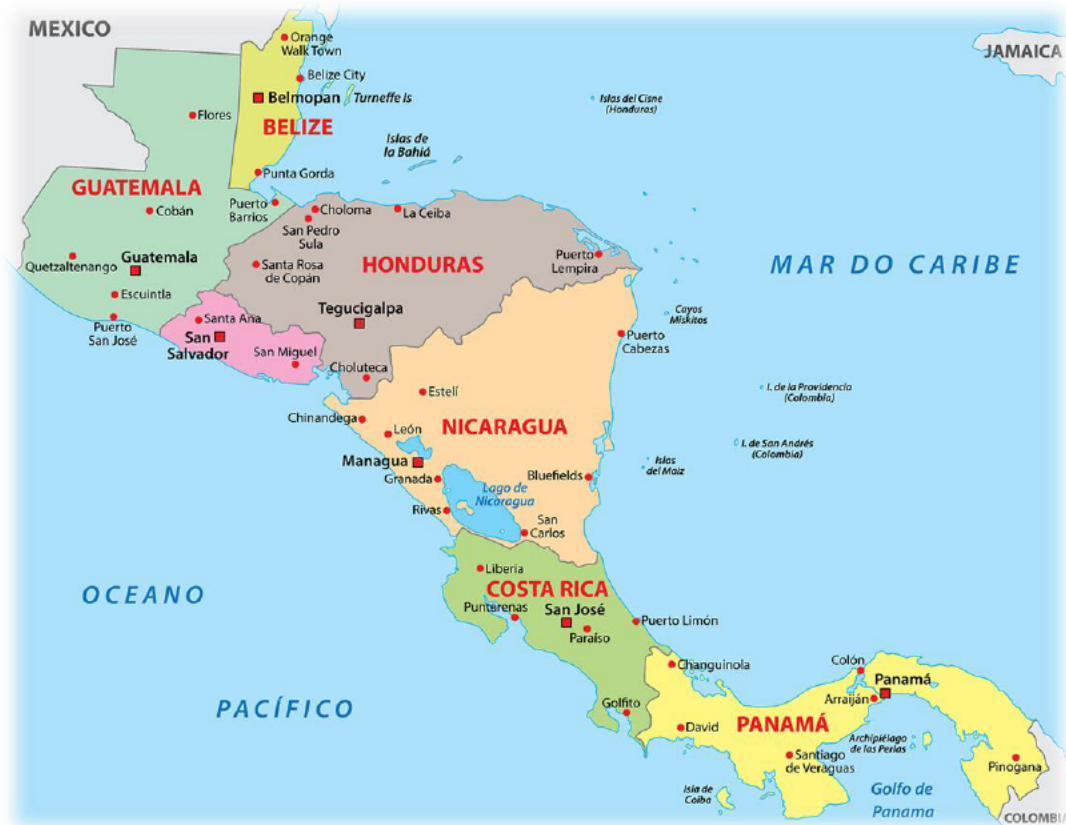 MEXICO
Orange
Walk Town
JAMAICA
Belize City
Belmopan
Turneffe Is
Islas del Cisne
(Honduras)
Flores
BELIZE
Islas de
la Bahiá
Punta Gorda
GUATEMALA
Puerto
Barrios
Cobán
Choloma
La Ceiba
San Pedro
Sula
Guatemala
Quetzaltenango
Santa Rosa
de Copán
HONDURAS
Puerto
Lempira
MAR DO CARIBE
Escuintla
Tegucigalpa
Cayos
Miskitos
Puerto
San José
Santa Ana
San
Salvador
San Miguel
Puerto
Cabezas
Choluteca
Estelí
I. de la Providencia
(Colombia)
Chinandega
León
NICARAGUA
I. de San Andrés
(Colombia)
Managua
Islas
del Maiz
Granada
Lago de
Nicaragua
Bluefields
Rivas
San
Carlos
Liberia
COSTA RICA
OCEANO
Puntarenas
San José
Paraíso
Puerto Limón
Changuinola
Colón
Panamá
Arraiján
PACÍFICO
Golfito
David
PANAMÁ
Archipiélago
de las Perlas
Santiago
de Veraguas
Pinogana
Isla de
Coiba
Golfo de
Panama
COLOMBIA